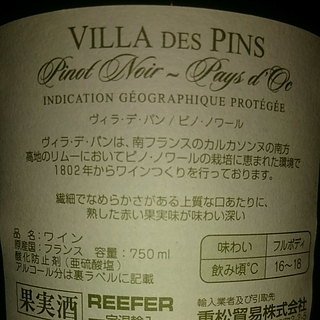 VILLA DES PINS
Pinot Noir ~ Pays d'Oc
INDICATION GÉOGRAPHIQUE PROTÉGÉE
ヴィラ・デ・パン / ピノ・ノワール
ヴィラ・デ・パンは、南フランスのカルカソンヌの南方
高地のリムーにおいてピノ・ノワールの栽培に恵まれた環境で
1802年からワインづくりを行っております。
繊細でなめらかさがある上質な口あたりに、
熟した赤い果実味が味わい深い
品名：ワイン
原産国：フランス 容量：750ml
酸化防止剤（亜硫酸塩）
アルコール分は裏ラベルに記載
味わい フルボディ
飲み頃℃ 16〜18
果実酒
REEFER
定温輸入
輸入業者及び引取先
重松貿易株式会社